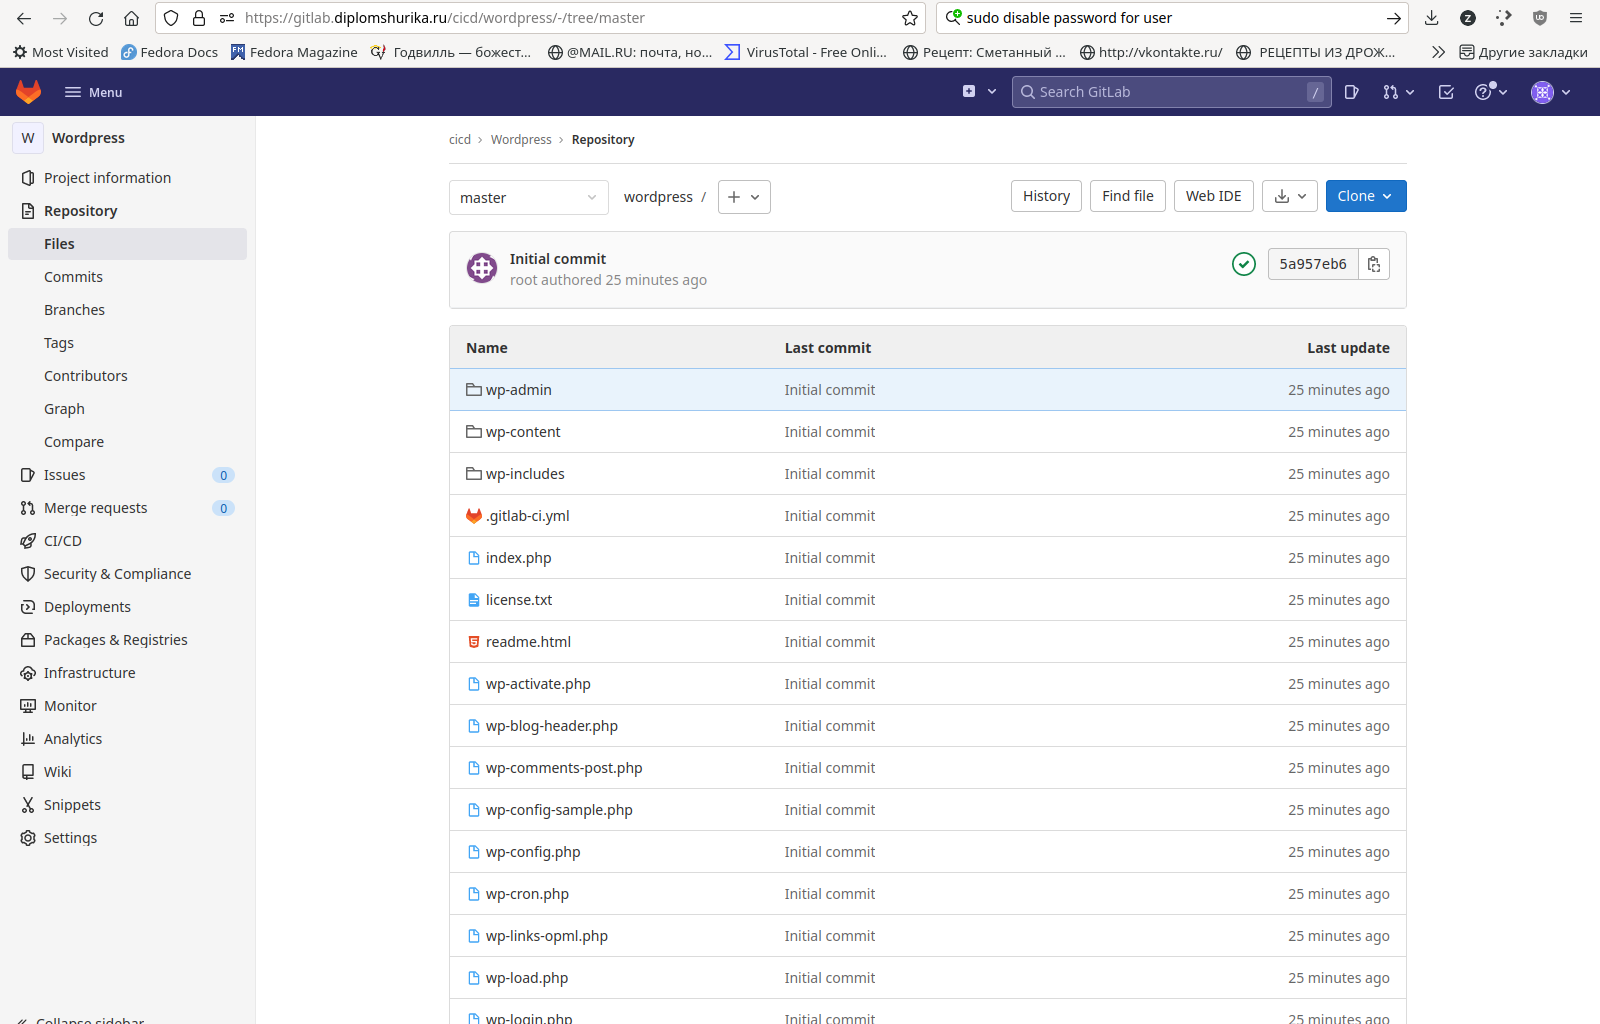 https://gitlab.diplomshurika.ru/cicd/wordpress/-/tree/master
sudo disable password for user
Most Visited
Fedora Docs
Fedora Magazine
Годвилль — божест…
@MAIL.RU: почта, но…
VirusTotal - Free Onli…
Рецепт: Сметанный …
http://vkontakte.ru/
РЕЦЕПТЫ ИЗ ДРОЖ…
Другие закладки
Menu
Search GitLab
/
W Wordpress
Project information
Repository
Files
Commits
Branches
Tags
Contributors
Graph
Compare
Issues 0
Merge requests 0
CI/CD
Security & Compliance
Deployments
Packages & Registries
Infrastructure
Monitor
Analytics
Wiki
Snippets
Settings
Collapse sidebar
cicd › Wordpress › Repository
master
wordpress / +
History
Find file
Web IDE
Clone
Initial commit
root authored 25 minutes ago
5a957eb6
Name Last commit Last update
wp-admin Initial commit 25 minutes ago
wp-content Initial commit 25 minutes ago
wp-includes Initial commit 25 minutes ago
.gitlab-ci.yml Initial commit 25 minutes ago
index.php Initial commit 25 minutes ago
license.txt Initial commit 25 minutes ago
readme.html Initial commit 25 minutes ago
wp-activate.php Initial commit 25 minutes ago
wp-blog-header.php Initial commit 25 minutes ago
wp-comments-post.php Initial commit 25 minutes ago
wp-config-sample.php Initial commit 25 minutes ago
wp-config.php Initial commit 25 minutes ago
wp-cron.php Initial commit 25 minutes ago
wp-links-opml.php Initial commit 25 minutes ago
wp-load.php Initial commit 25 minutes ago
wp-login.php Initial commit 25 minutes ago